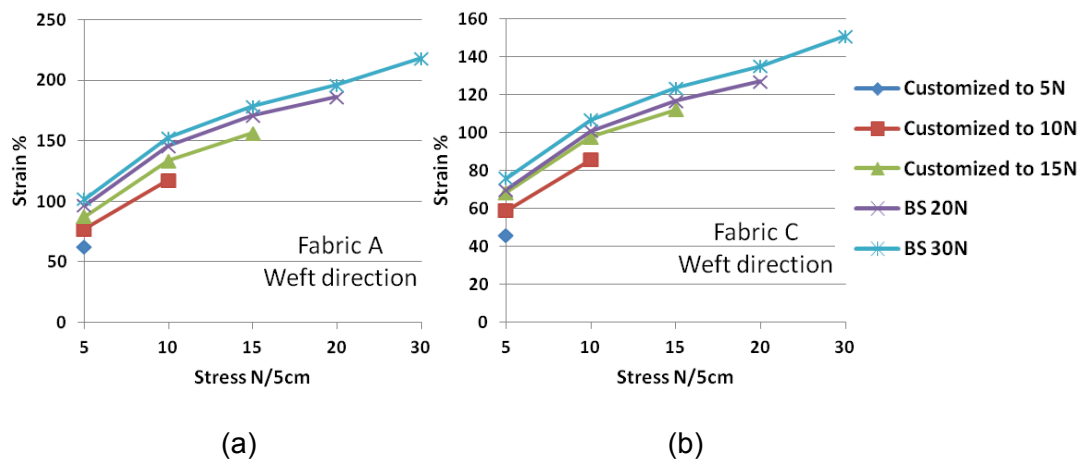 250
200
150
100
50
0
Strain %
5 10 15 20 30
Stress N/5cm
Fabric A
Weft direction
(a)
160
140
120
100
80
60
40
20
0
Strain %
5 10 15 20 30
Stress N/5cm
Fabric C
Weft direction
(b)
Customized to 5N
Customized to 10N
Customized to 15N
BS 20N
BS 30N